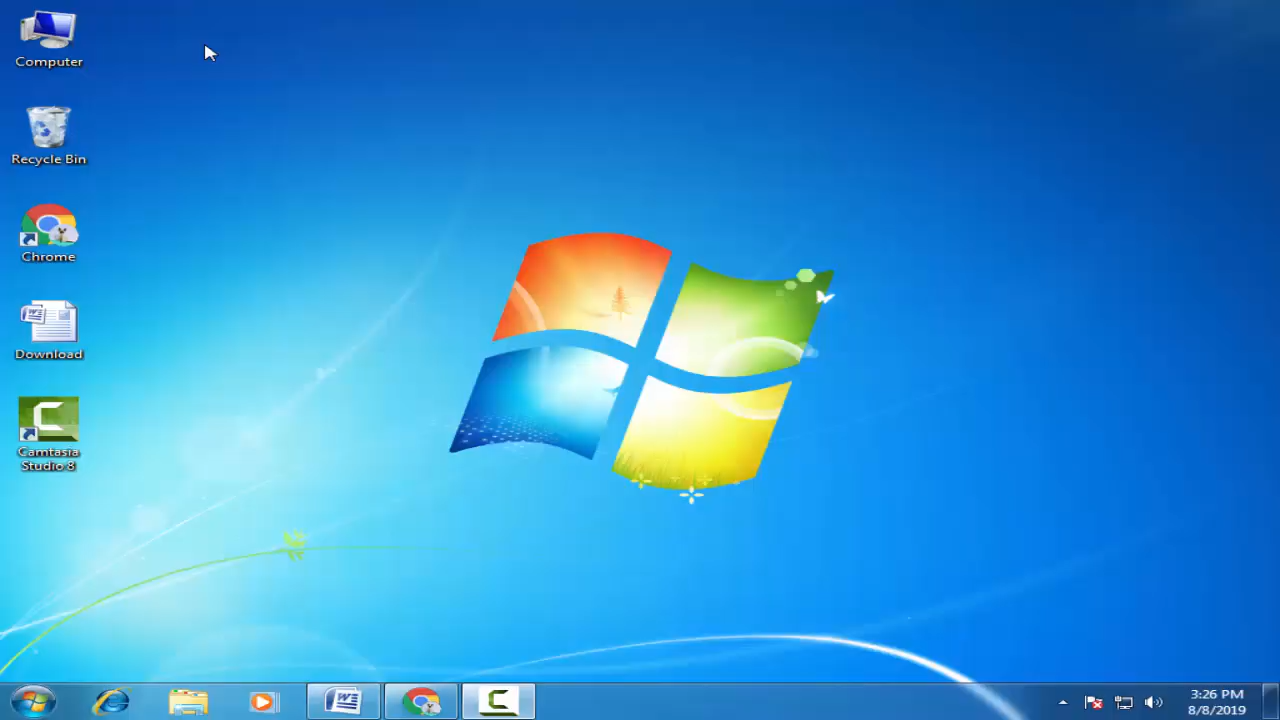 Computer
Recycle Bin
Chrome
Download
Camtasia
Studio 8
3:26 PM
8/8/2019